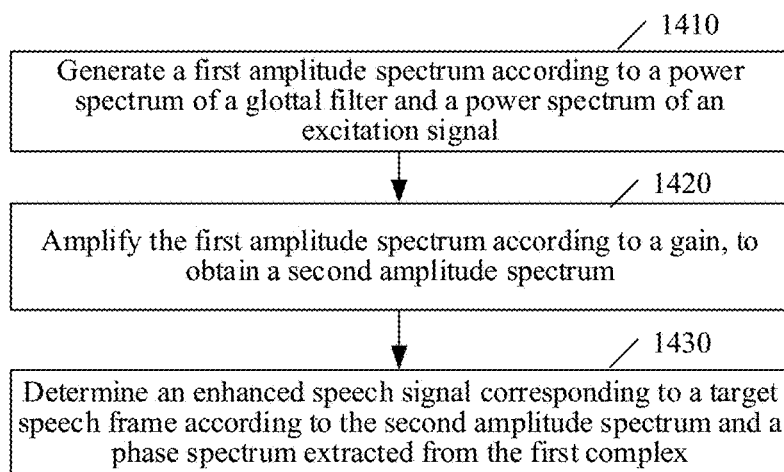 1410
Generate a first amplitude spectrum according to a power
spectrum of a glottal filter and a power spectrum of an
excitation signal
1420
Amplify the first amplitude spectrum according to a gain, to
obtain a second amplitude spectrum
1430
Determine an enhanced speech signal corresponding to a target
speech frame according to the second amplitude spectrum and a
phase spectrum extracted from the first complex